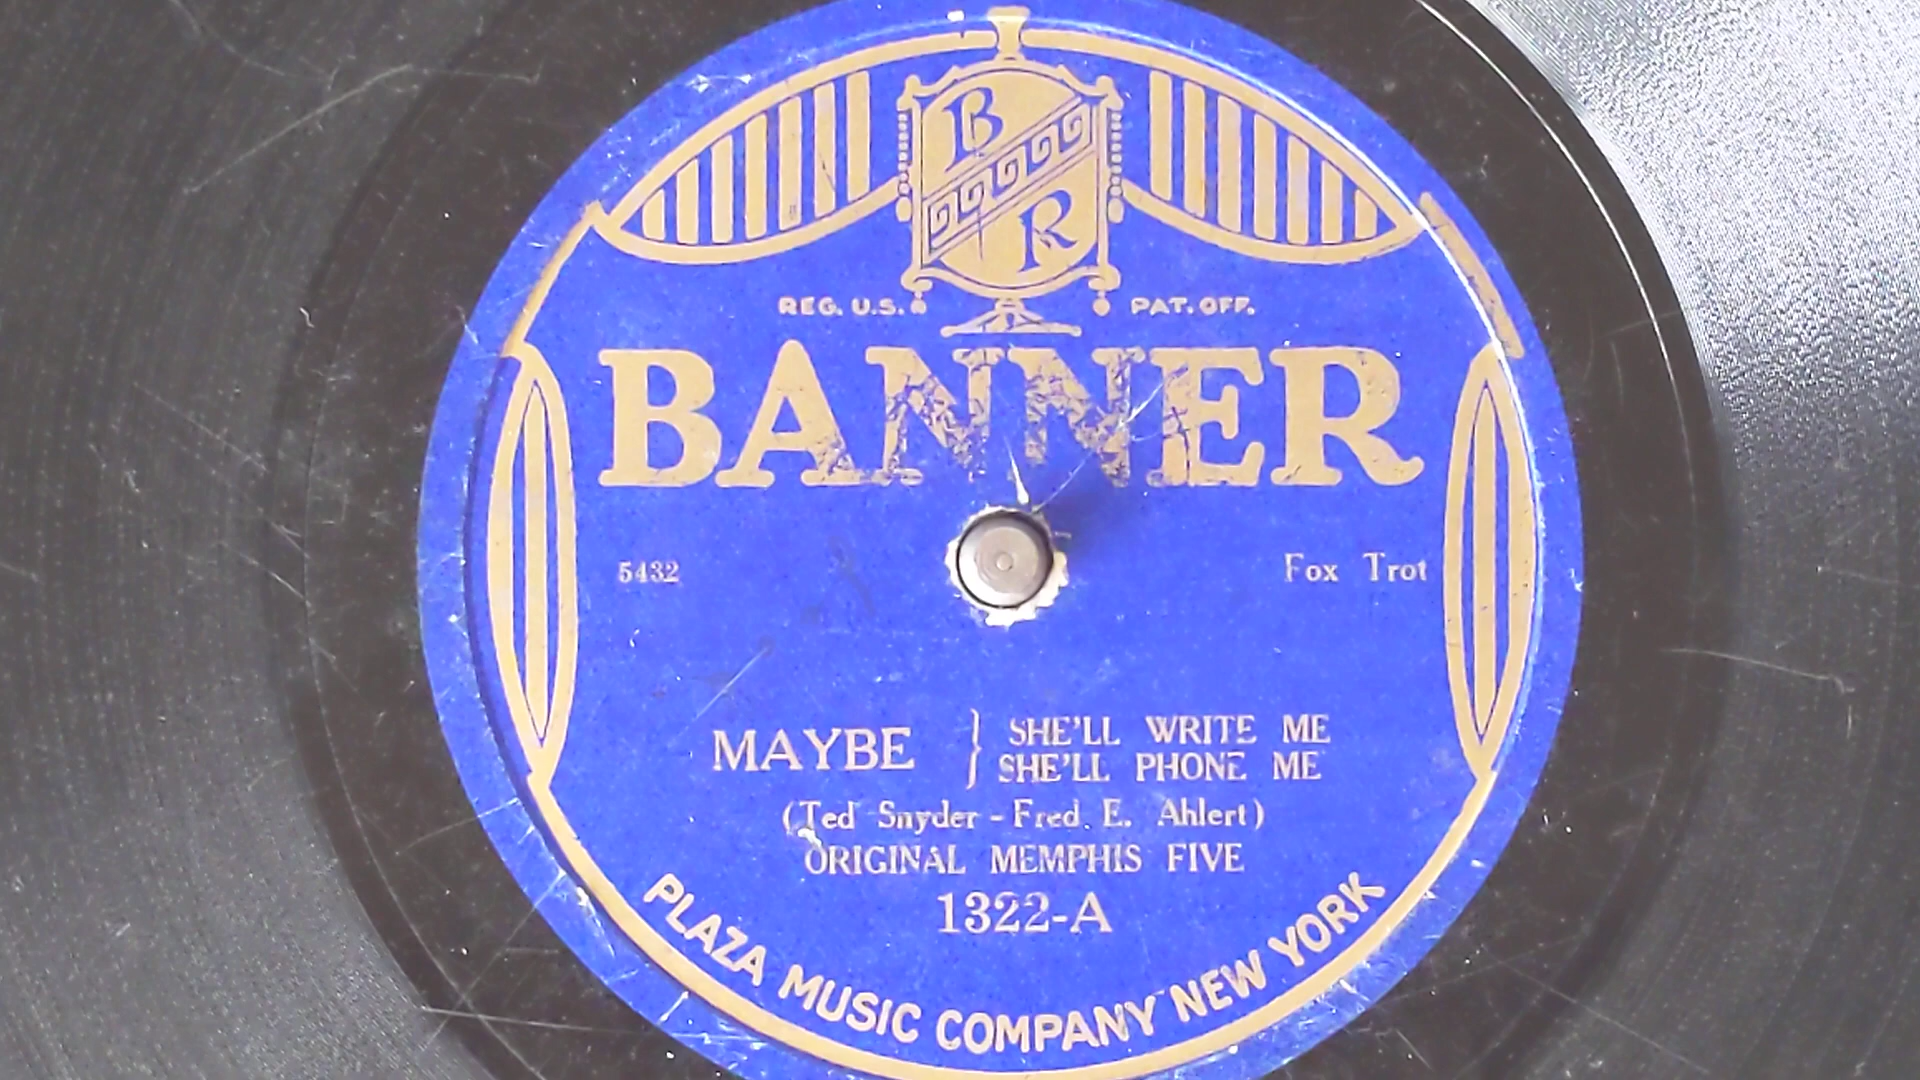 B
R
REG. U.S. PAT. OFF.
BANNER
5432 Fox Trot
MAYBE } SHE'LL WRITE ME
SHE'LL PHONE ME
(Ted Snyder - Fred. E. Ahlert)
ORIGINAL MEMPHIS FIVE
1322-A
PLAZA MUSIC COMPANY NEW YORK